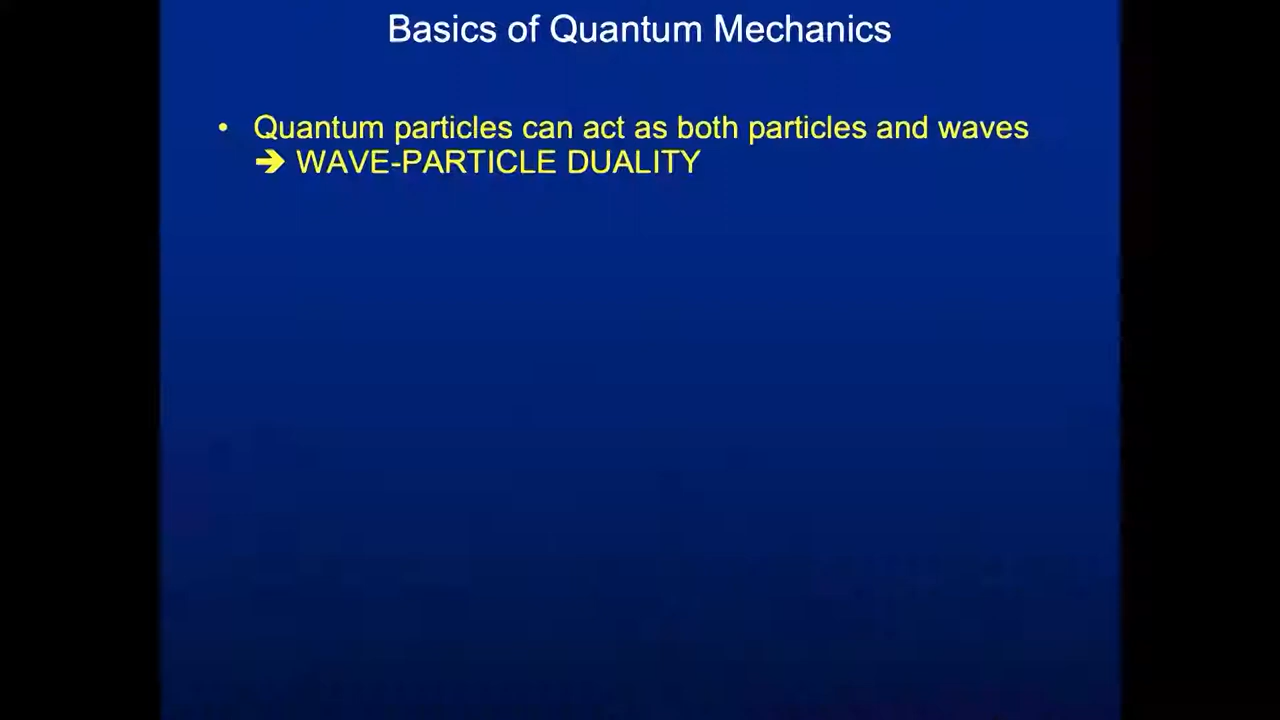 Basics of Quantum Mechanics
• Quantum particles can act as both particles and waves
➔ WAVE-PARTICLE DUALITY